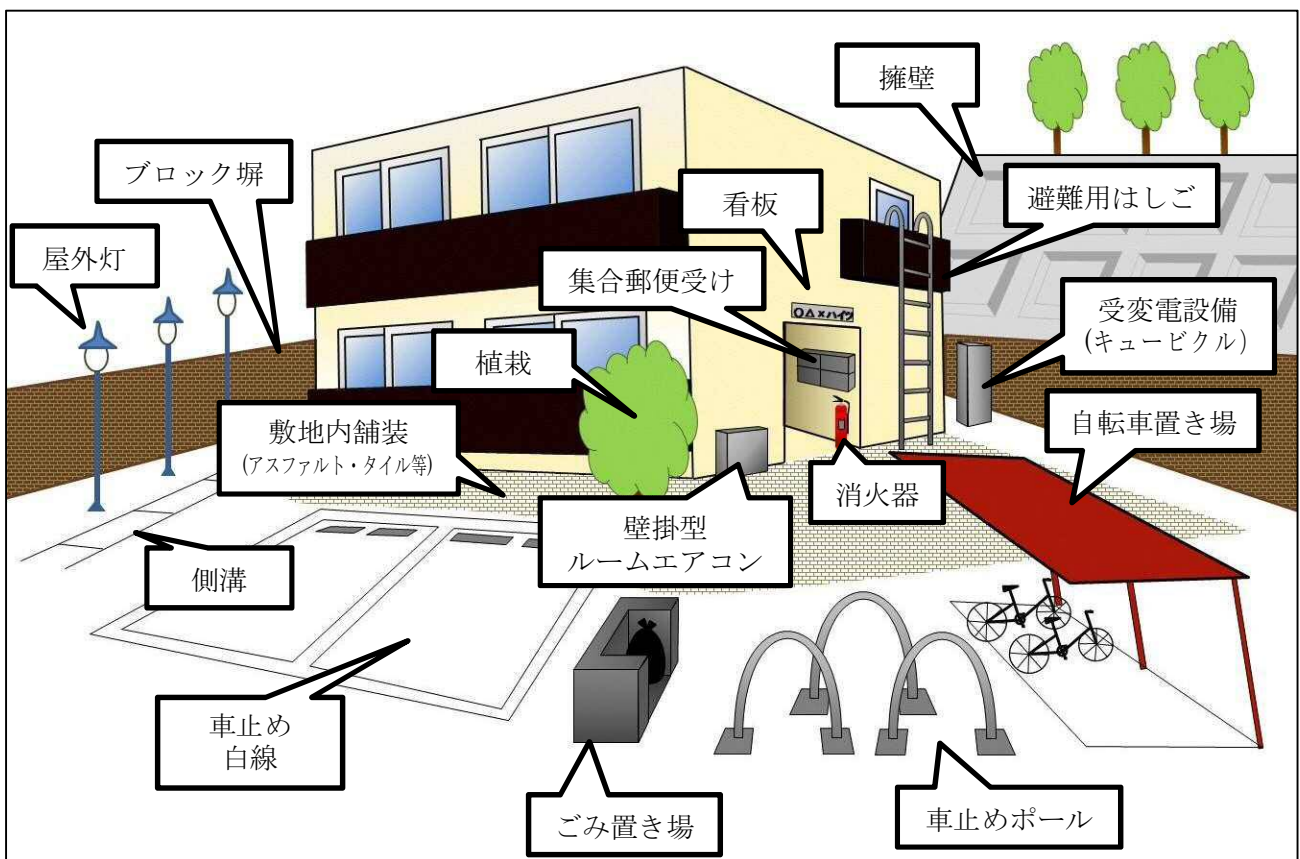 擁壁
ブロック塀
避難用はしご
看板
屋外灯
集合郵便受け
受変電設備
(キュービクル)
○△×ハイツ
植栽
敷地内舗装
(アスファルト・タイル等)
自転車置き場
消火器
壁掛型
ルームエアコン
側溝
車止め
白線
ごみ置き場
車止めポール